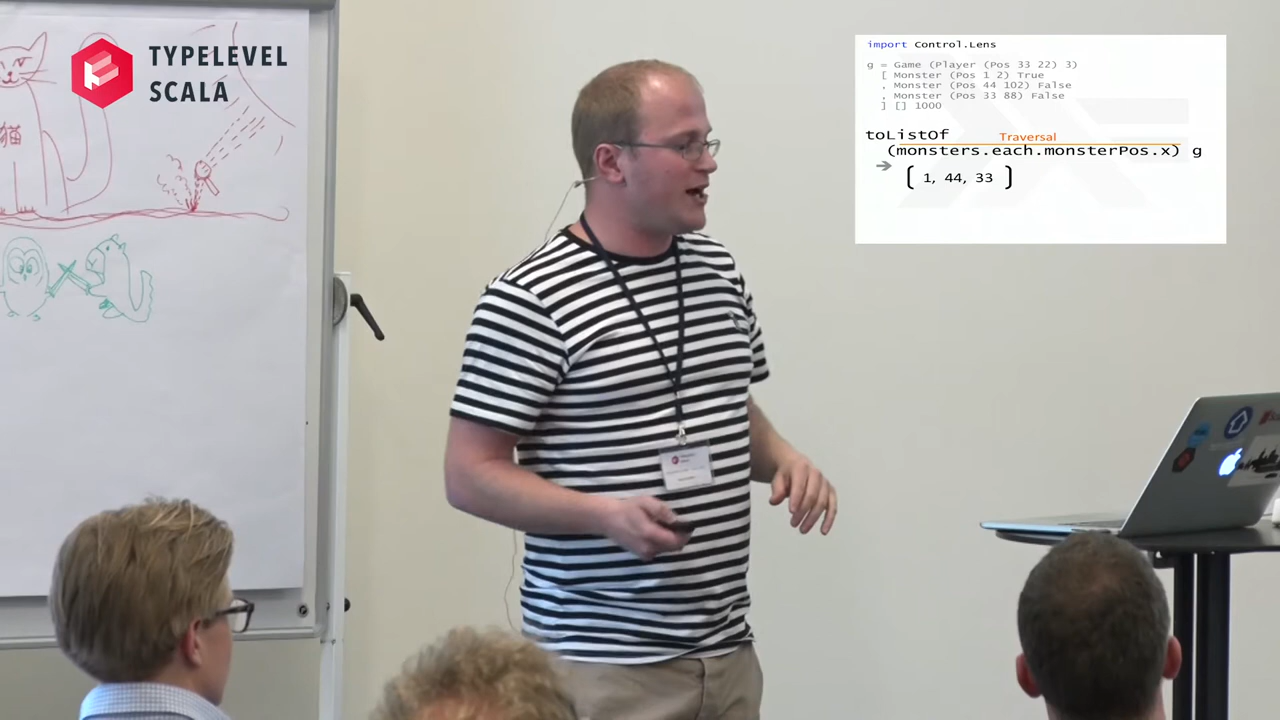 TYPELEVEL
SCALA
猫
import Control.Lens
g = Game (Player (Pos 33 22) 3)
[ Monster (Pos 1 2) True
, Monster (Pos 44 102) False
, Monster (Pos 33 88) False
] [] 1000
toListOf
Traversal
(monsters.each.monsterPos.x) g
➔
[ 1, 44, 33 ]